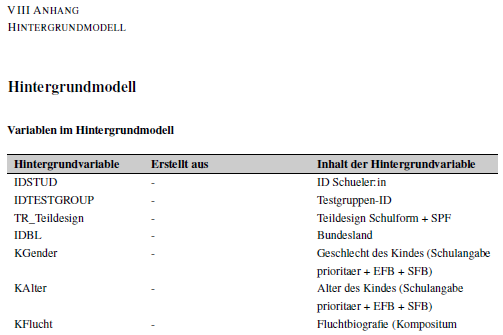 VIII ANHANG
HINTERGRUNDMODELL
Hintergrundmodell
Variablen im Hintergrundmodell
Hintergrundvariable Erstellt aus Inhalt der Hintergrundvariable
IDSTUD - ID Schueler:in
IDTESTGROUP - Testgruppen-ID
TR_Teildesign - Teildesign Schulform + SPF
IDBL - Bundesland
KGender - Geschlecht des Kindes (Schulangabe
prioritaer + EFB + SFB)
KAlter - Alter des Kindes (Schulangabe
prioritaer + EFB + SFB)
KFlucht - Fluchtbiografie (Kompositum